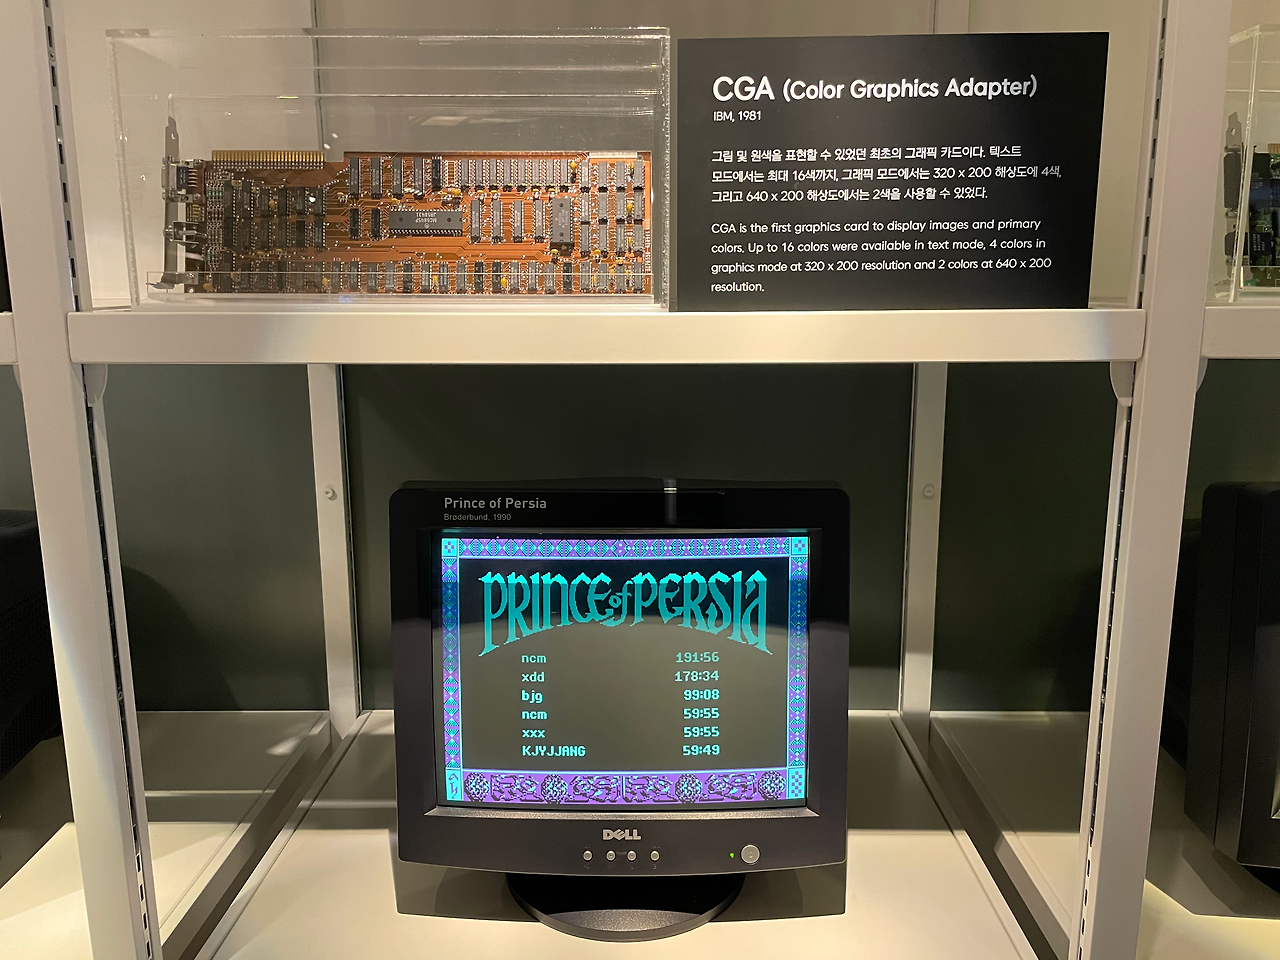 CGA (Color Graphics Adapter)
IBM, 1981
그림 및 원색을 표현할 수 있었던 최초의 그래픽 카드이다. 텍스트
모드에서는 최대 16색까지, 그래픽 모드에서는 320 x 200 해상도에 4색,
그리고 640 x 200 해상도에서는 2색을 사용할 수 있었다.
CGA is the first graphics card to display images and primary
colors. Up to 16 colors were available in text mode, 4 colors in
graphics mode at 320 x 200 resolution and 2 colors at 640 x 200
resolution.
Prince of Persia
Brøderbund, 1990
PRINCE of PERSIA
ncm 191:56
xdd 178:34
bjg 99:08
ncm 59:55
xxx 59:55
KJYJJANG 59:49
DELL